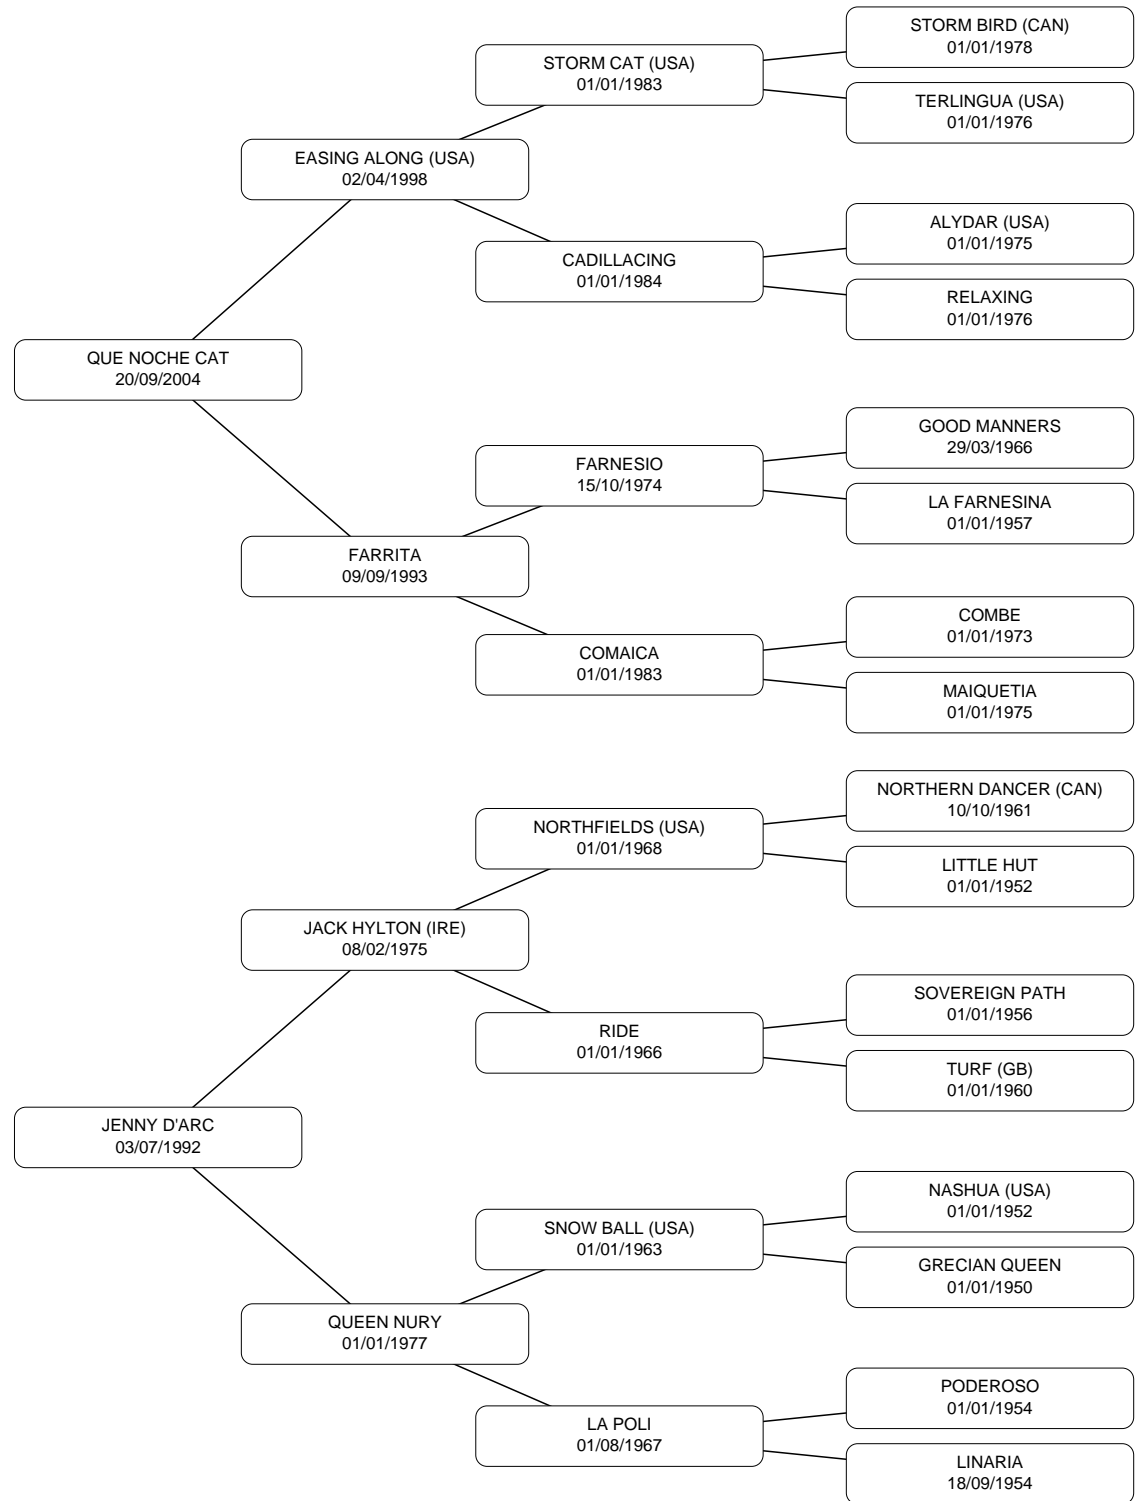 STORM BIRD (CAN)
01/01/1978
STORM CAT (USA)
01/01/1983
TERLINGUA (USA)
01/01/1976
EASING ALONG (USA)
02/04/1998
ALYDAR (USA)
01/01/1975
CADILLACING
01/01/1984
RELAXING
01/01/1976
QUE NOCHE CAT
20/09/2004
GOOD MANNERS
29/03/1966
FARNESIO
15/10/1974
LA FARNESINA
01/01/1957
FARRITA
09/09/1993
COMBE
01/01/1973
COMAICA
01/01/1983
MAIQUETIA
01/01/1975
NORTHERN DANCER (CAN)
10/10/1961
NORTHFIELDS (USA)
01/01/1968
LITTLE HUT
01/01/1952
JACK HYLTON (IRE)
08/02/1975
SOVEREIGN PATH
01/01/1956
RIDE
01/01/1966
TURF (GB)
01/01/1960
JENNY D'ARC
03/07/1992
NASHUA (USA)
01/01/1952
SNOW BALL (USA)
01/01/1963
GRECIAN QUEEN
01/01/1950
QUEEN NURY
01/01/1977
PODEROSO
01/01/1954
LA POLI
01/08/1967
LINARIA
18/09/1954